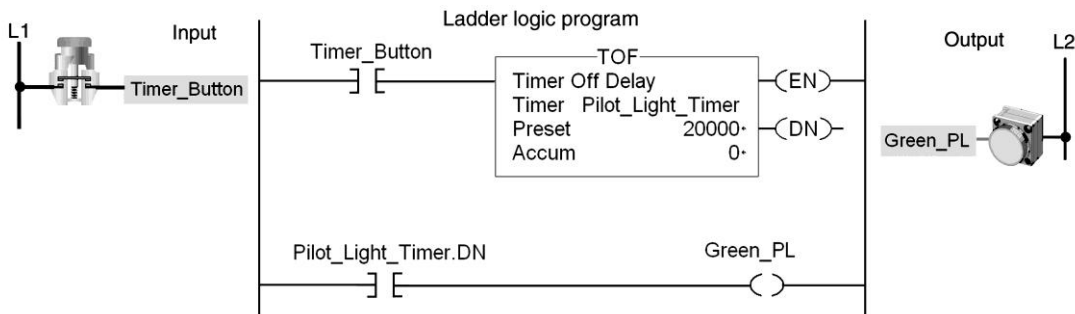 Ladder logic program
L1
Input
Timer_Button
Timer_Button
TOF
Timer Off Delay
Timer Pilot_Light_Timer
Preset 20000
Accum 0
EN
DN
Output
L2
Green_PL
Pilot_Light_Timer.DN
Green_PL